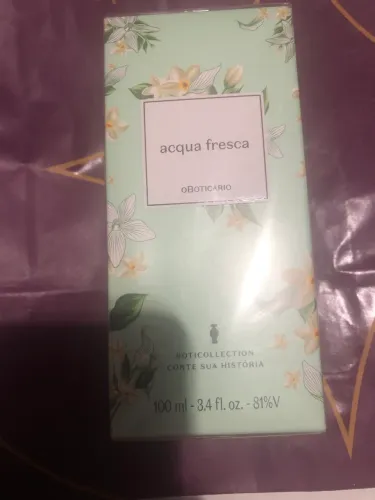 acqua fresca
oBOTICÁRIO
BOTICOLLECTION
CONTE SUA HISTÓRIA
100 ml - 3.4 fl. oz. - 81%V